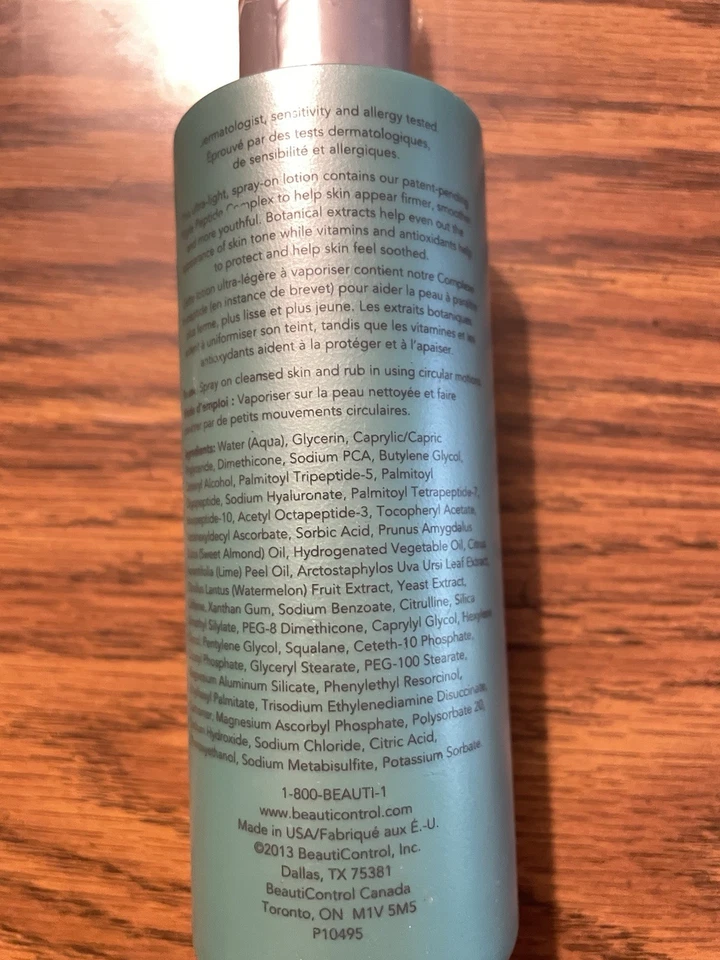 dermatologist, sensitivity and allergy tested.
Éprouvé par des tests dermatologiques,
de sensibilité et allergiques.
ultra-light, spray-on lotion contains our patent-pending
Peptide Complex to help skin appear firmer, smoother
and more youthful. Botanical extracts help even out the
appearance of skin tone while vitamins and antioxidants help
to protect and help skin feel soothed.
lotion ultra-légère à vaporiser contient notre Complexe
(en instance de brevet) pour aider la peau à paraître
plus ferme, plus lisse et plus jeune. Les extraits botaniques
aident à uniformiser son teint, tandis que les vitamines et les
antioxydants aident à la protéger et à l'apaiser.
Spray on cleansed skin and rub in using circular motions.
Mode d'emploi : Vaporiser sur la peau nettoyée et faire
pénétrer par de petits mouvements circulaires.
Ingredients: Water (Aqua), Glycerin, Caprylic/Capric
Triglyceride, Dimethicone, Sodium PCA, Butylene Glycol,
Alcohol, Palmitoyl Tripeptide-5, Palmitoyl
Sodium Hyaluronate, Palmitoyl Tetrapeptide-7,
Acetyl Octapeptide-3, Tocopheryl Acetate,
Ascorbate, Sorbic Acid, Prunus Amygdalus
Dulcis (Sweet Almond) Oil, Hydrogenated Vegetable Oil, Citrus
Aurantifolia (Lime) Peel Oil, Arctostaphylos Uva Ursi Leaf Extract,
Citrullus Lanatus (Watermelon) Fruit Extract, Yeast Extract,
Xanthan Gum, Sodium Benzoate, Citrulline, Silica
Dimethyl Silylate, PEG-8 Dimethicone, Caprylyl Glycol, Hexylene
Glycol, Pentylene Glycol, Squalane, Ceteth-10 Phosphate,
Dicetyl Phosphate, Glyceryl Stearate, PEG-100 Stearate,
Magnesium Aluminum Silicate, Phenylethyl Resorcinol,
Palmitate, Trisodium Ethylenediamine Disuccinate,
Magnesium Ascorbyl Phosphate, Polysorbate 20,
Hydroxide, Sodium Chloride, Citric Acid,
Phenoxyethanol, Sodium Metabisulfite, Potassium Sorbate.
1-800-BEAUTI-1
www.beauticontrol.com
Made in USA/Fabriqué aux É.-U.
©2013 BeautiControl, Inc.
Dallas, TX 75381
BeautiControl Canada
Toronto, ON M1V 5M5
P10495